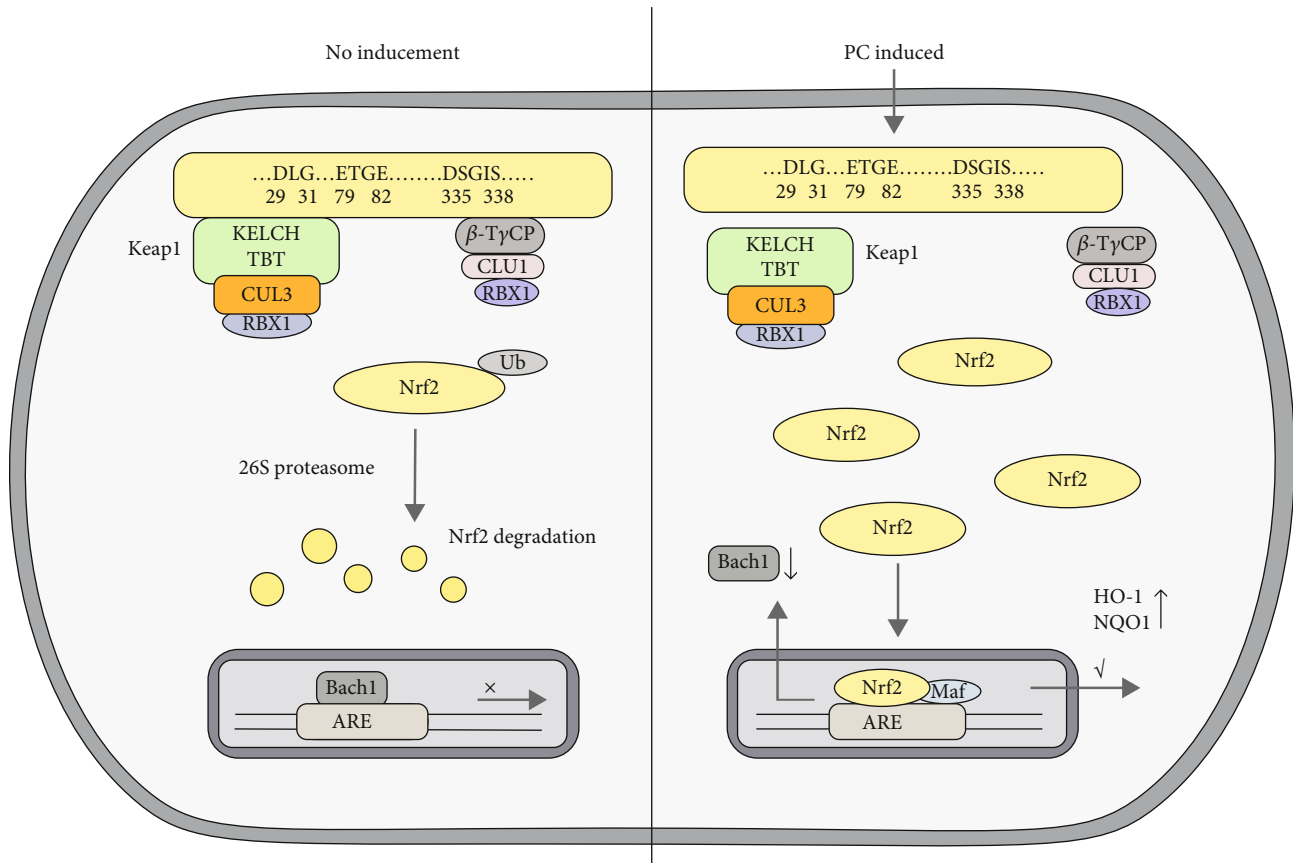 No inducement
…DLG…ETGE……..DSGIS…..
29 31 79 82 335 338
Keap1
KELCH
TBT
CUL3
RBX1
β-TγCP
CLU1
RBX1
Ub
Nrf2
26S proteasome
Nrf2 degradation
Bach1
×
ARE
PC induced
…DLG…ETGE……..DSGIS…..
29 31 79 82 335 338
KELCH
TBT
Keap1
CUL3
RBX1
β-TγCP
CLU1
RBX1
Nrf2
Nrf2
Nrf2
Nrf2
Bach1 ↓
HO-1
NQO1 ↑
√
Nrf2
Maf
ARE